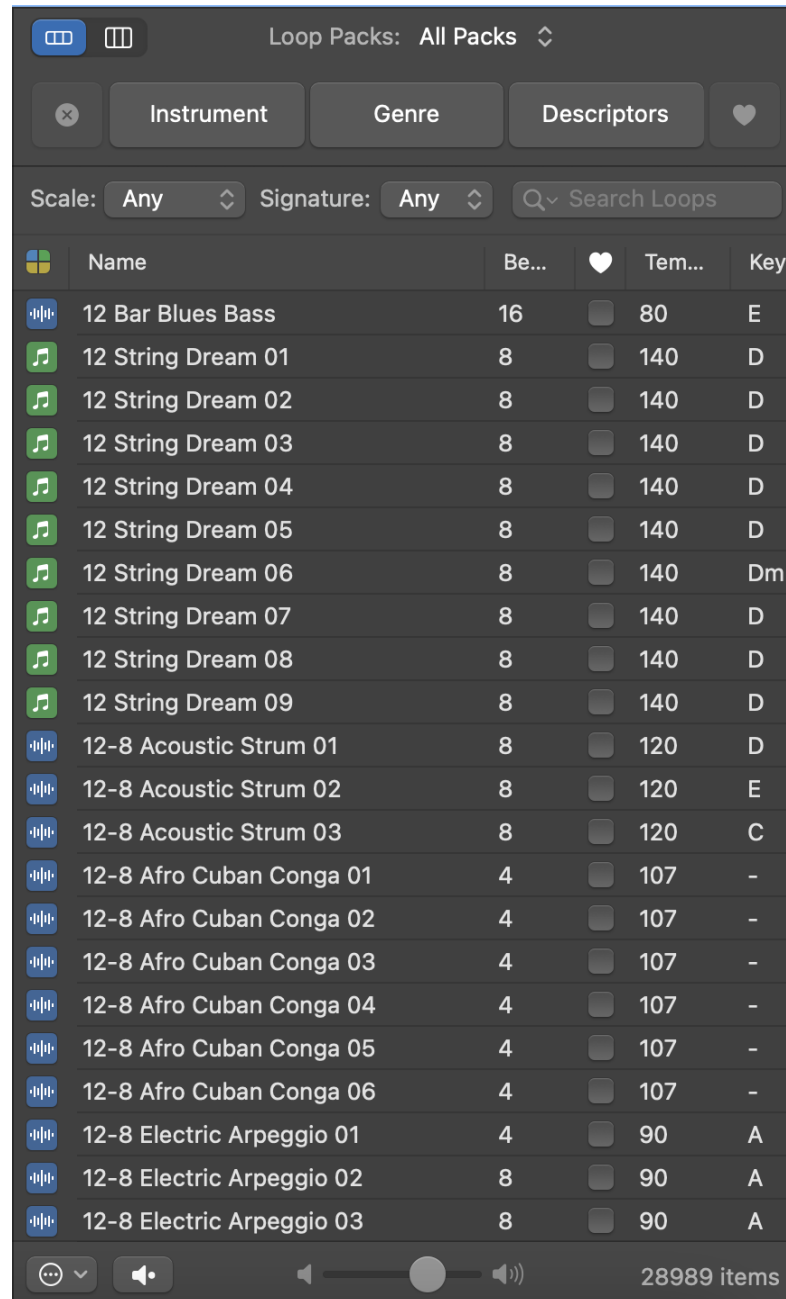 Loop Packs: All Packs
Instrument Genre Descriptors
Scale: Any Signature: Any Search Loops
Name Be... Tem... Key
12 Bar Blues Bass 16 80 E
12 String Dream 01 8 140 D
12 String Dream 02 8 140 D
12 String Dream 03 8 140 D
12 String Dream 04 8 140 D
12 String Dream 05 8 140 D
12 String Dream 06 8 140 Dm
12 String Dream 07 8 140 D
12 String Dream 08 8 140 D
12 String Dream 09 8 140 D
12-8 Acoustic Strum 01 8 120 D
12-8 Acoustic Strum 02 8 120 E
12-8 Acoustic Strum 03 8 120 C
12-8 Afro Cuban Conga 01 4 107 -
12-8 Afro Cuban Conga 02 4 107 -
12-8 Afro Cuban Conga 03 4 107 -
12-8 Afro Cuban Conga 04 4 107 -
12-8 Afro Cuban Conga 05 4 107 -
12-8 Afro Cuban Conga 06 4 107 -
12-8 Electric Arpeggio 01 4 90 A
12-8 Electric Arpeggio 02 8 90 A
12-8 Electric Arpeggio 03 8 90 A
28989 items